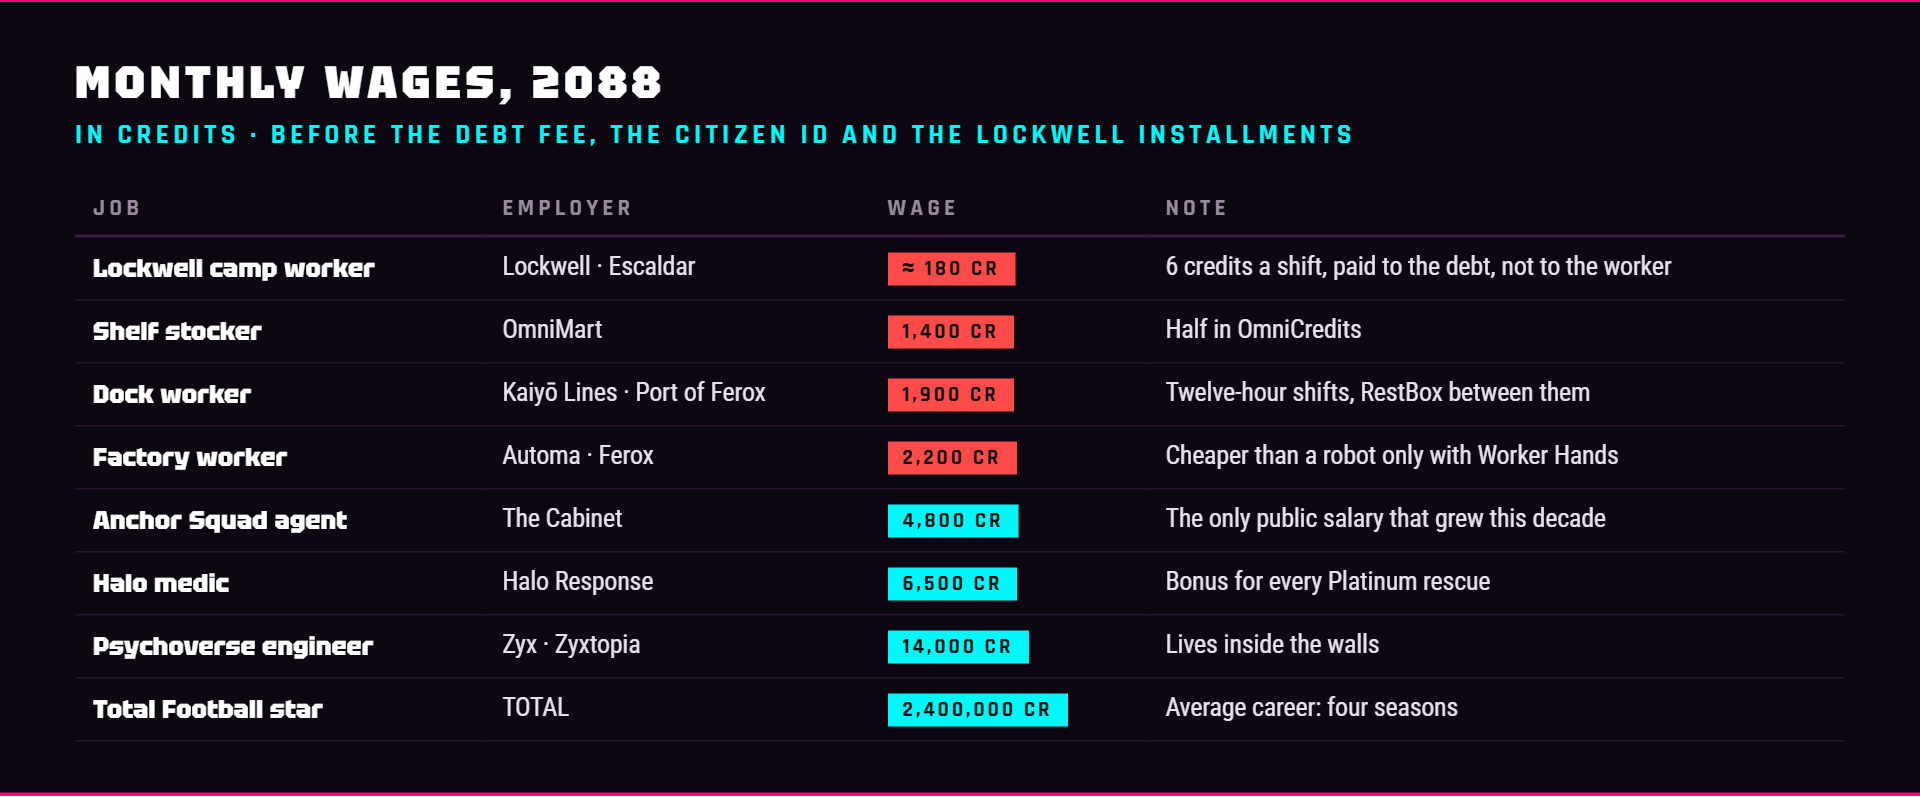 MONTHLY WAGES, 2088
IN CREDITS · BEFORE THE DEBT FEE, THE CITIZEN ID AND THE LOCKWELL INSTALLMENTS
JOB EMPLOYER WAGE NOTE
Lockwell camp worker Lockwell · Escaldar ≈ 180 CR 6 credits a shift, paid to the debt, not to the worker
Shelf stocker OmniMart 1,400 CR Half in OmniCredits
Dock worker Kaiyō Lines · Port of Ferox 1,900 CR Twelve-hour shifts, RestBox between them
Factory worker Automa · Ferox 2,200 CR Cheaper than a robot only with Worker Hands
Anchor Squad agent The Cabinet 4,800 CR The only public salary that grew this decade
Halo medic Halo Response 6,500 CR Bonus for every Platinum rescue
Psychoverse engineer Zyx · Zyxtopia 14,000 CR Lives inside the walls
Total Football star TOTAL 2,400,000 CR Average career: four seasons